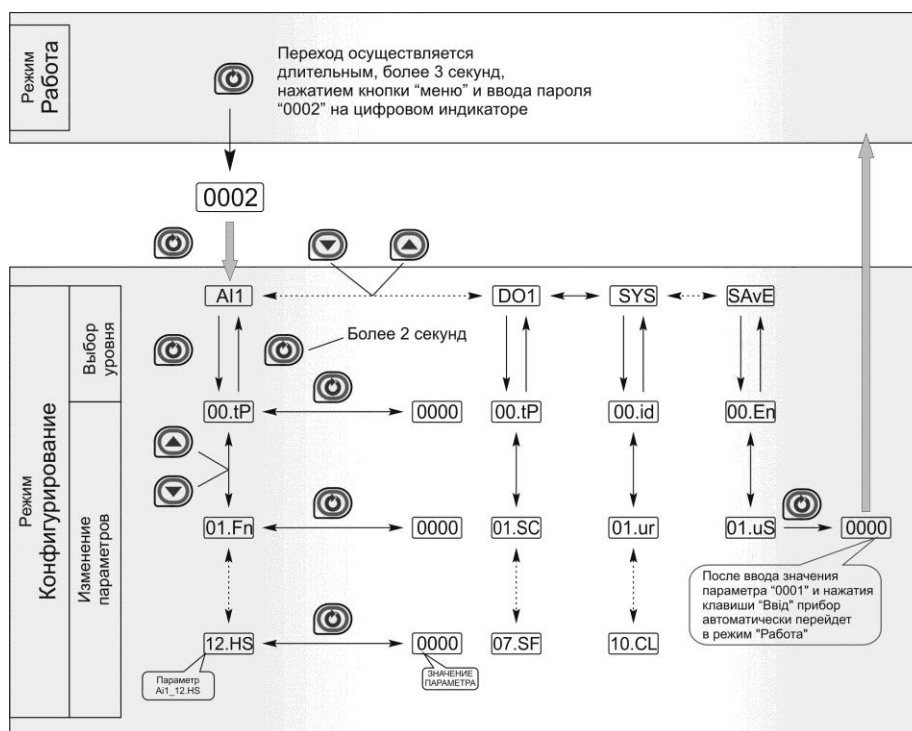 Режим
Работа
Переход осуществляется
длительным, более 3 секунд,
нажатием кнопки “меню” и ввода пароля
“0002” на цифровом индикаторе
0002
Режим
Конфигурирование
Выбор
уровня
Изменение
параметров
AI1
DO1
SYS
SAvE
Более 2 секунд
00.tP
0000
00.tP
00.id
00.En
01.Fn
0000
01.SC
01.ur
01.uS
0000
После ввода значения
параметра “0001” и нажатия
клавиши “Ввід” прибор
автоматически перейдет
в режим "Работа"
12.HS
0000
07.SF
10.CL
Параметр
Ai1_12.HS
ЗНАЧЕНИЕ
ПАРАМЕТРА